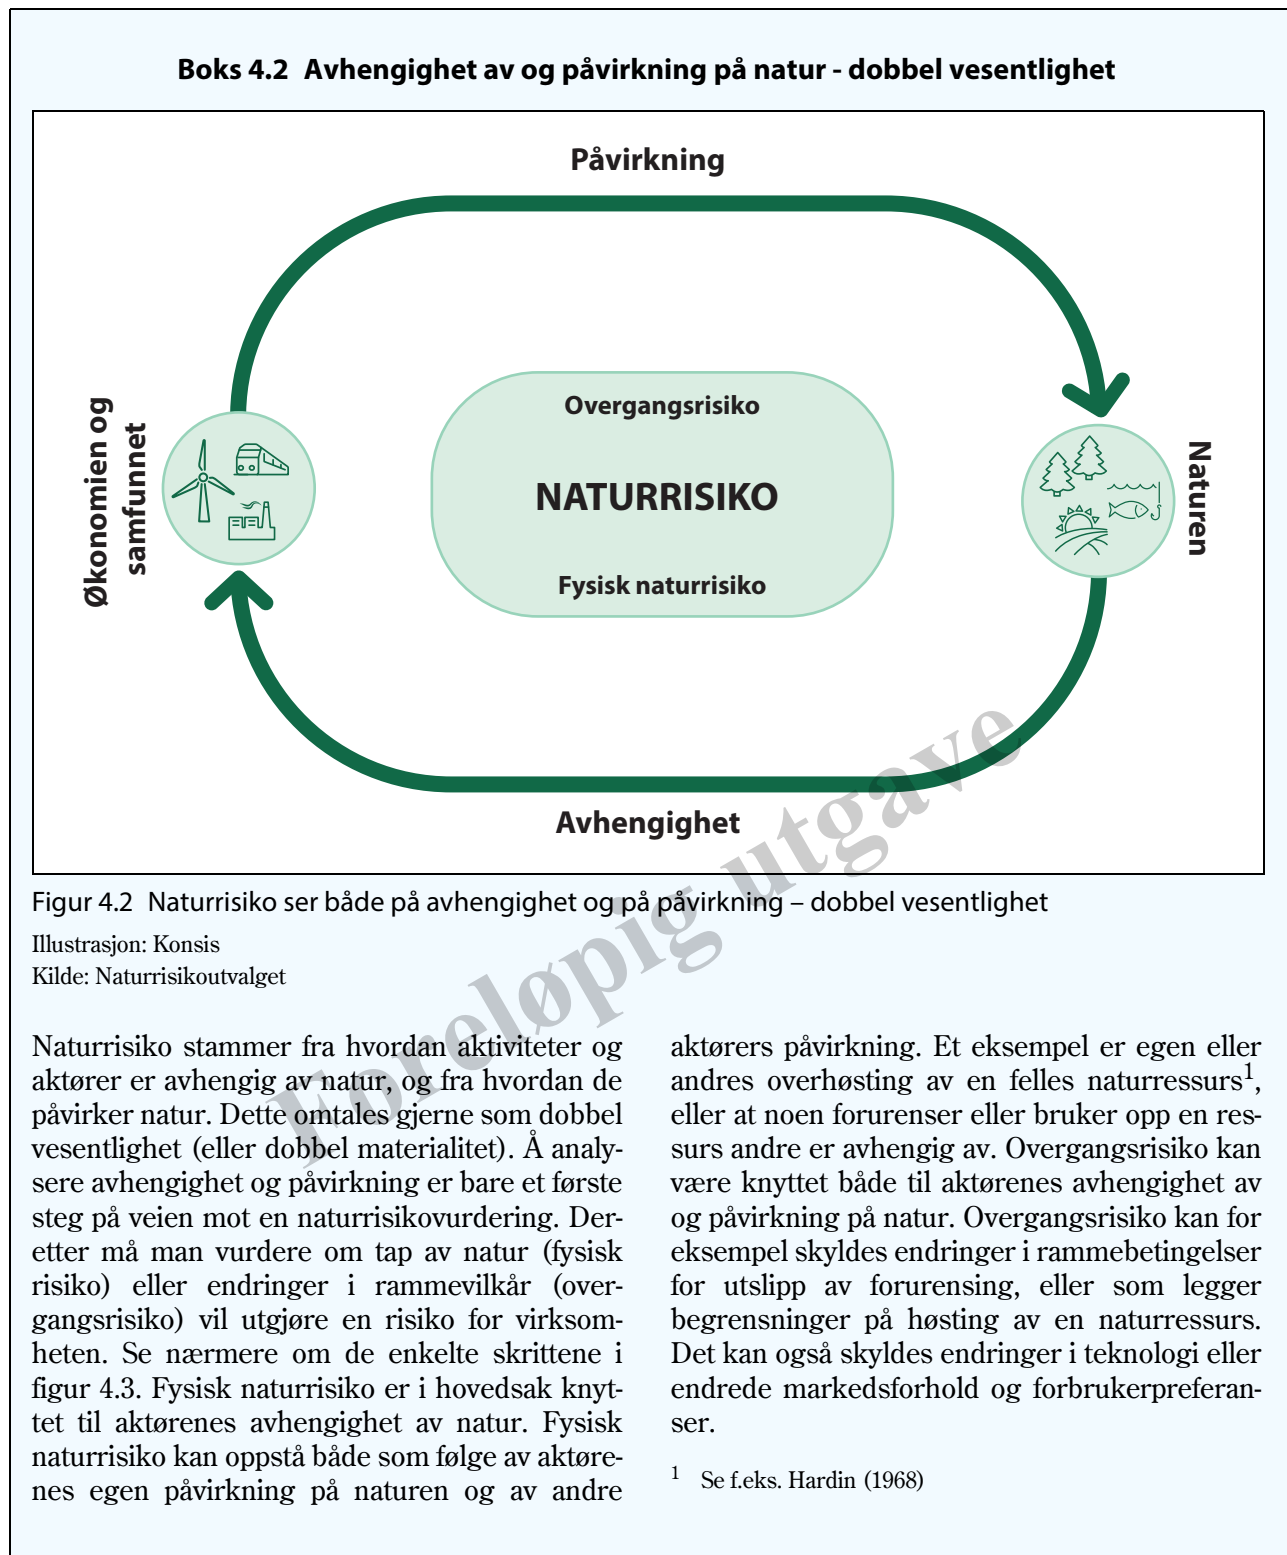 Boks 4.2 Avhengighet av og påvirkning på natur - dobbel vesentlighet
Påvirkning
Økonomien og
samfunnet
Overgangsrisiko
NATURRISIKO
Fysisk naturrisiko
Naturen
Avhengighet
Figur 4.2 Naturrisiko ser både på avhengighet og på påvirkning – dobbel vesentlighet
Illustrasjon: Konsis
Kilde: Naturrisikoutvalget
Foreløpig utgave
Naturrisiko stammer fra hvordan aktiviteter og
aktører er avhengig av natur, og fra hvordan de
påvirker natur. Dette omtales gjerne som dobbel
vesentlighet (eller dobbel materialitet). Å analy-
sere avhengighet og påvirkning er bare et første
steg på veien mot en naturrisikovurdering. Der-
etter må man vurdere om tap av natur (fysisk
risiko) eller endringer i rammevilkår (over-
gangsrisiko) vil utgjøre en risiko for virksom-
heten. Se nærmere om de enkelte skrittene i
figur 4.3. Fysisk naturrisiko er i hovedsak knyt-
tet til aktørenes avhengighet av natur. Fysisk
naturrisiko kan oppstå både som følge av aktøre-
nes egen påvirkning på naturen og av andre
aktørers påvirkning. Et eksempel er egen eller
andres overhøsting av en felles naturressurs1,
eller at noen forurenser eller bruker opp en res-
surs andre er avhengig av. Overgangsrisiko kan
være knyttet både til aktørenes avhengighet av
og påvirkning på natur. Overgangsrisiko kan for
eksempel skyldes endringer i rammebetingelser
for utslipp av forurensing, eller som legger
begrensninger på høsting av en naturressurs.
Det kan også skyldes endringer i teknologi eller
endrede markedsforhold og forbrukerpreferan-
ser.
1 Se f.eks. Hardin (1968)